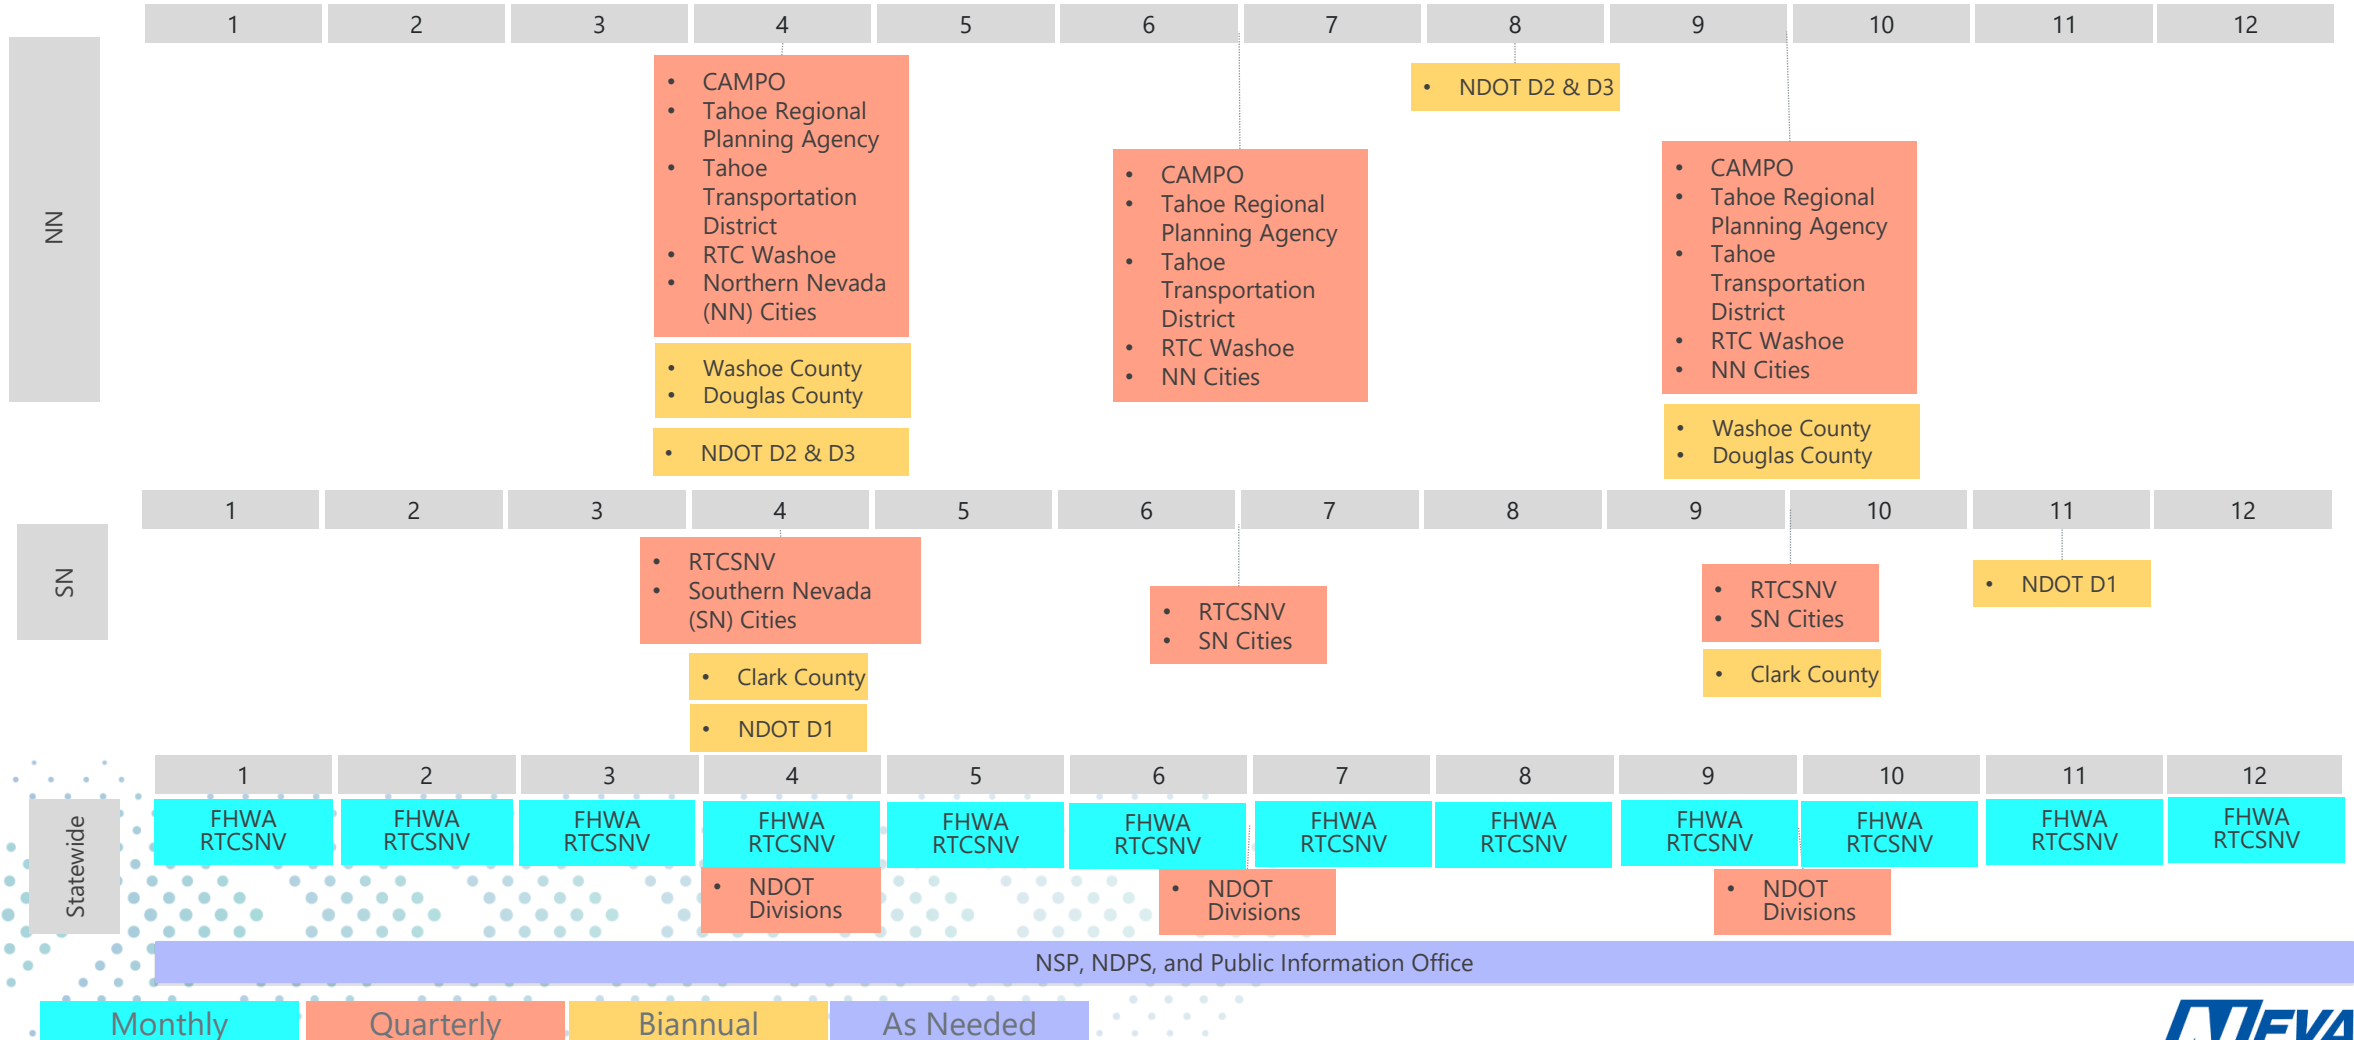 1 2 3 4 5 6 7 8 9 10 11 12
NN
• CAMPO
• Tahoe Regional
Planning Agency
• Tahoe
Transportation
District
• RTC Washoe
• Northern Nevada
(NN) Cities
• Washoe County
• Douglas County
• NDOT D2 & D3
• CAMPO
• Tahoe Regional
Planning Agency
• Tahoe
Transportation
District
• RTC Washoe
• NN Cities
• NDOT D2 & D3
• CAMPO
• Tahoe Regional
Planning Agency
• Tahoe
Transportation
District
• RTC Washoe
• NN Cities
• Washoe County
• Douglas County
1 2 3 4 5 6 7 8 9 10 11 12
SN
• RTCSNV
• Southern Nevada
(SN) Cities
• Clark County
• NDOT D1
• RTCSNV
• SN Cities
• RTCSNV
• SN Cities
• Clark County
• NDOT D1
1 2 3 4 5 6 7 8 9 10 11 12
Statewide
FHWA FHWA FHWA FHWA FHWA FHWA FHWA FHWA FHWA FHWA FHWA FHWA
RTCSNV RTCSNV RTCSNV RTCSNV RTCSNV RTCSNV RTCSNV RTCSNV RTCSNV RTCSNV RTCSNV RTCSNV
• NDOT
Divisions
• NDOT
Divisions
• NDOT
Divisions
NSP, NDPS, and Public Information Office
Monthly Quarterly Biannual As Needed
NEVA